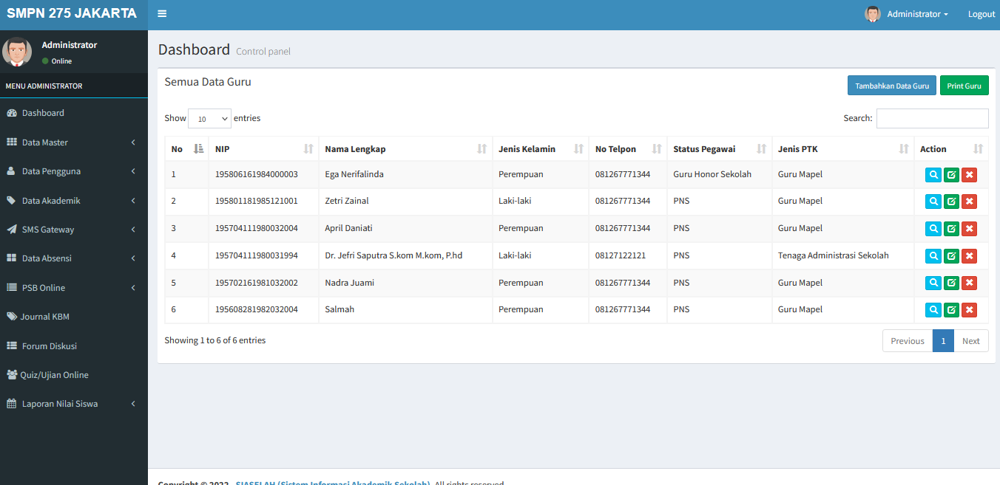 SMPN 275 JAKARTA
Administrator
Logout
Administrator
Online
MENU ADMINISTRATOR
Dashboard
Data Master
Data Pengguna
Data Akademik
SMS Gateway
Data Absensi
PSB Online
Journal KBM
Forum Diskusi
Quiz/Ujian Online
Laporan Nilai Siswa
Dashboard Control panel
Semua Data Guru
Tambahkan Data Guru Print Guru
Show 10 entries Search:
No NIP Nama Lengkap Jenis Kelamin No Telpon Status Pegawai Jenis PTK Action
1 195806161984000003 Ega Nerifalinda Perempuan 081267771344 Guru Honor Sekolah Guru Mapel
2 195801181985121001 Zetri Zainal Laki-laki 081267771344 PNS Guru Mapel
3 195704111980032004 April Daniati Perempuan 081267771344 PNS Guru Mapel
4 195704111980031994 Dr. Jefri Saputra S.kom M.kom, P.hd Laki-laki 08127122121 PNS Tenaga Administrasi Sekolah
5 195702161981032002 Nadra Juami Perempuan 081267771344 PNS Guru Mapel
6 195608281982032004 Salmah Perempuan 081267771344 PNS Guru Mapel
Showing 1 to 6 of 6 entries
Previous 1 Next
Copyright © 2022 . SIASELAH (Sistem Informasi Akademik Sekolah). All rights reserved